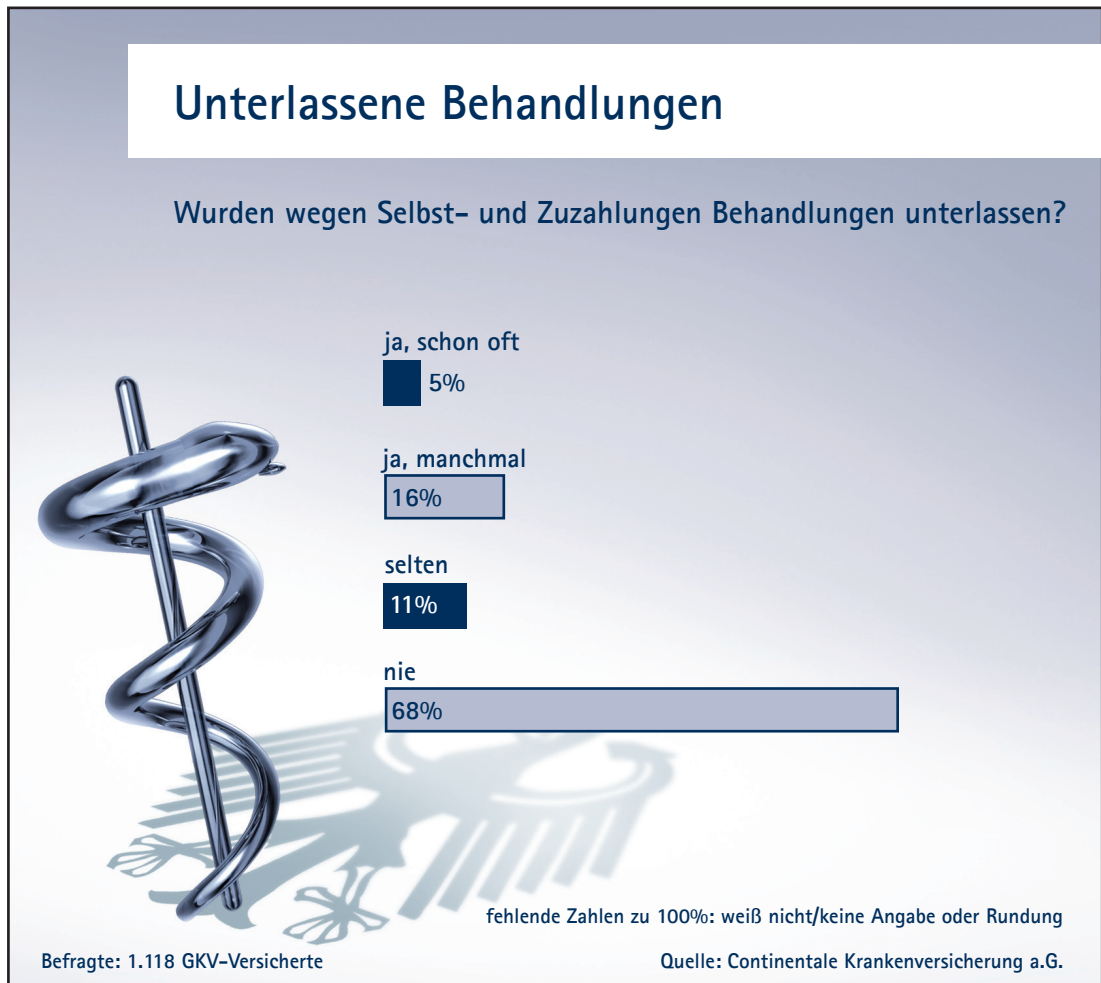 Unterlassene Behandlungen
Wurden wegen Selbst- und Zuzahlungen Behandlungen unterlassen?
ja, schon oft
5%
ja, manchmal
16%
selten
11%
nie
68%
fehlende Zahlen zu 100%: weiß nicht/keine Angabe oder Rundung
Befragte: 1.118 GKV-Versicherte
Quelle: Continentale Krankenversicherung a.G.